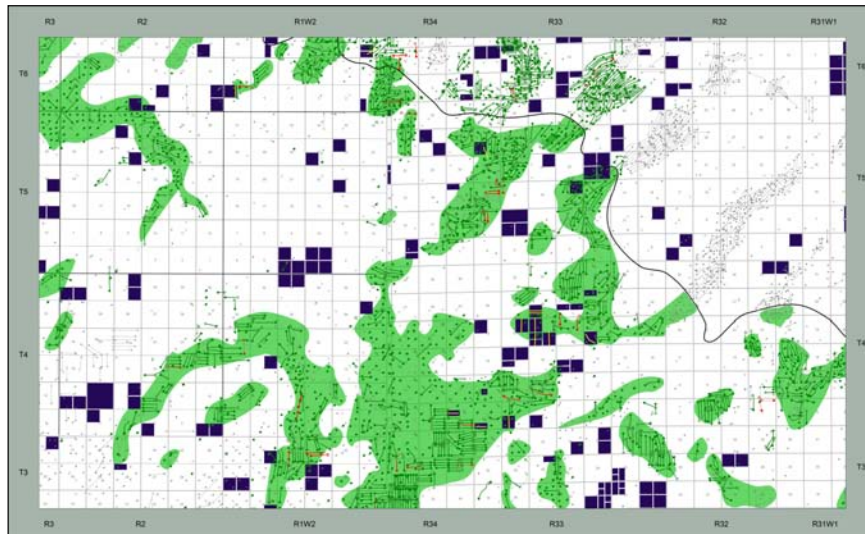 R3 R2 R1W2 R34 R33 R32 R31W1
T6 T6
T5 T5
T4 T4
T3 T3
R3 R2 R1W2 R34 R33 R32 R31W1